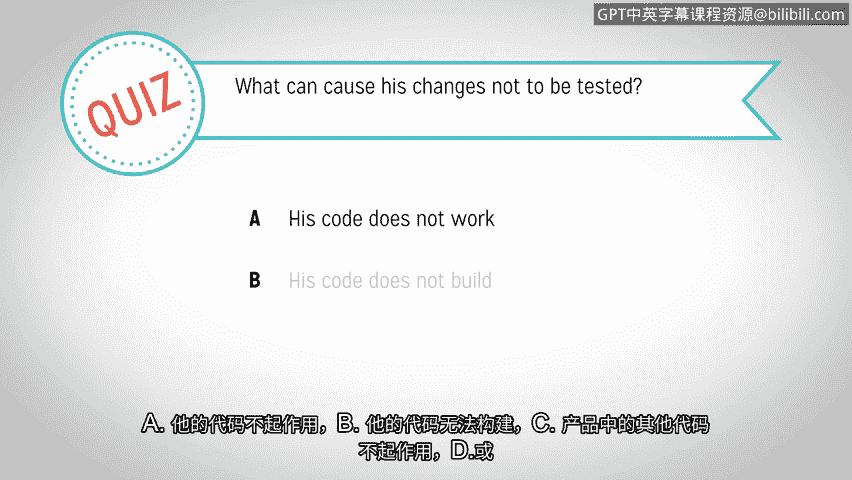 GPT中英字幕课程资源@bilibili.com
QUIZ
What can cause his changes not to be tested?
A His code does not work
B His code does not build
A. 他的代码不起作用，B. 他的代码无法构建，C. 产品中的其他代码
不起作用，D.或